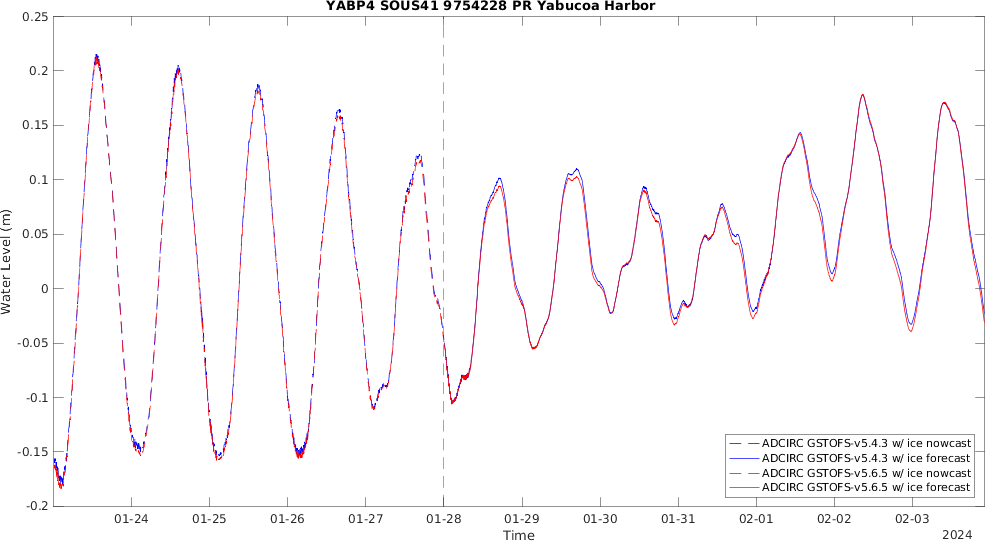 YABP4 SOUS41 9754228 PR Yabucoa Harbor
0.25
0.2
0.15
0.1
0.05
0
-0.05
-0.1
-0.15
-0.2
Water Level (m)
01-24 01-25 01-26 01-27 01-28 01-29 01-30 01-31 02-01 02-02 02-03
Time
2024
ADCIRC GSTOFS-v5.4.3 w/ ice nowcast
ADCIRC GSTOFS-v5.4.3 w/ ice forecast
ADCIRC GSTOFS-v5.6.5 w/ ice nowcast
ADCIRC GSTOFS-v5.6.5 w/ ice forecast